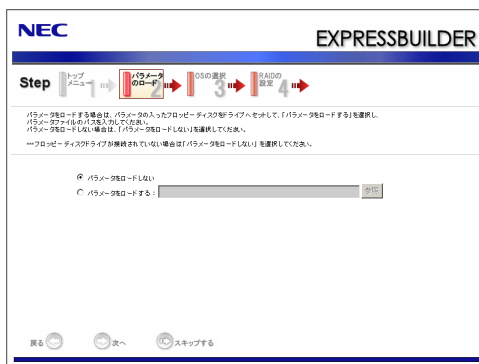 NEC
EXPRESSBUILDER
Step トップメニュー 1 パラメータのロード 2 OSの選択 3 RAIDの設定 4
パラメータをロードする場合は、パラメータの入ったフロッピーディスクをドライブへセットして、「パラメータをロードする」を選択し、
パラメータファイルのパスを入力してください。
パラメータをロードしない場合は、「パラメータをロードしない」を選択してください。
***フロッピーディスクドライブが接続されていない場合は「パラメータをロードしない」を選択してください。
パラメータをロードしない
パラメータをロードする： 参照
戻る 次へ スキップする